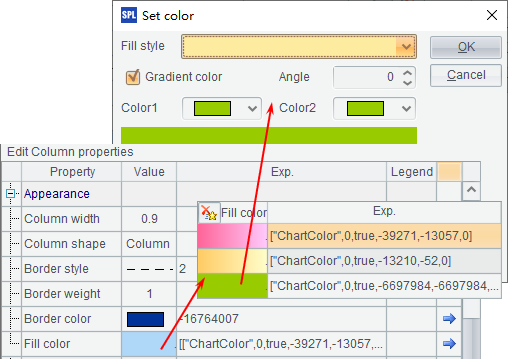 SPL Set color
Fill style
OK
Gradient color Angle 0
Cancel
Color1 Color2
Edit Column properties
Property Value Exp. Legend
Appearance
Column width 0.9
Column shape Column
Border style 2
Border weight 1
Border color -16764007
Fill color [["ChartColor",0,true,-39271,-13057,...
Fill color Exp.
["ChartColor",0,true,-39271,-13057,0]
["ChartColor",0,true,-13210,-52,0]
["ChartColor",0,true,-6697984,-6697984,...